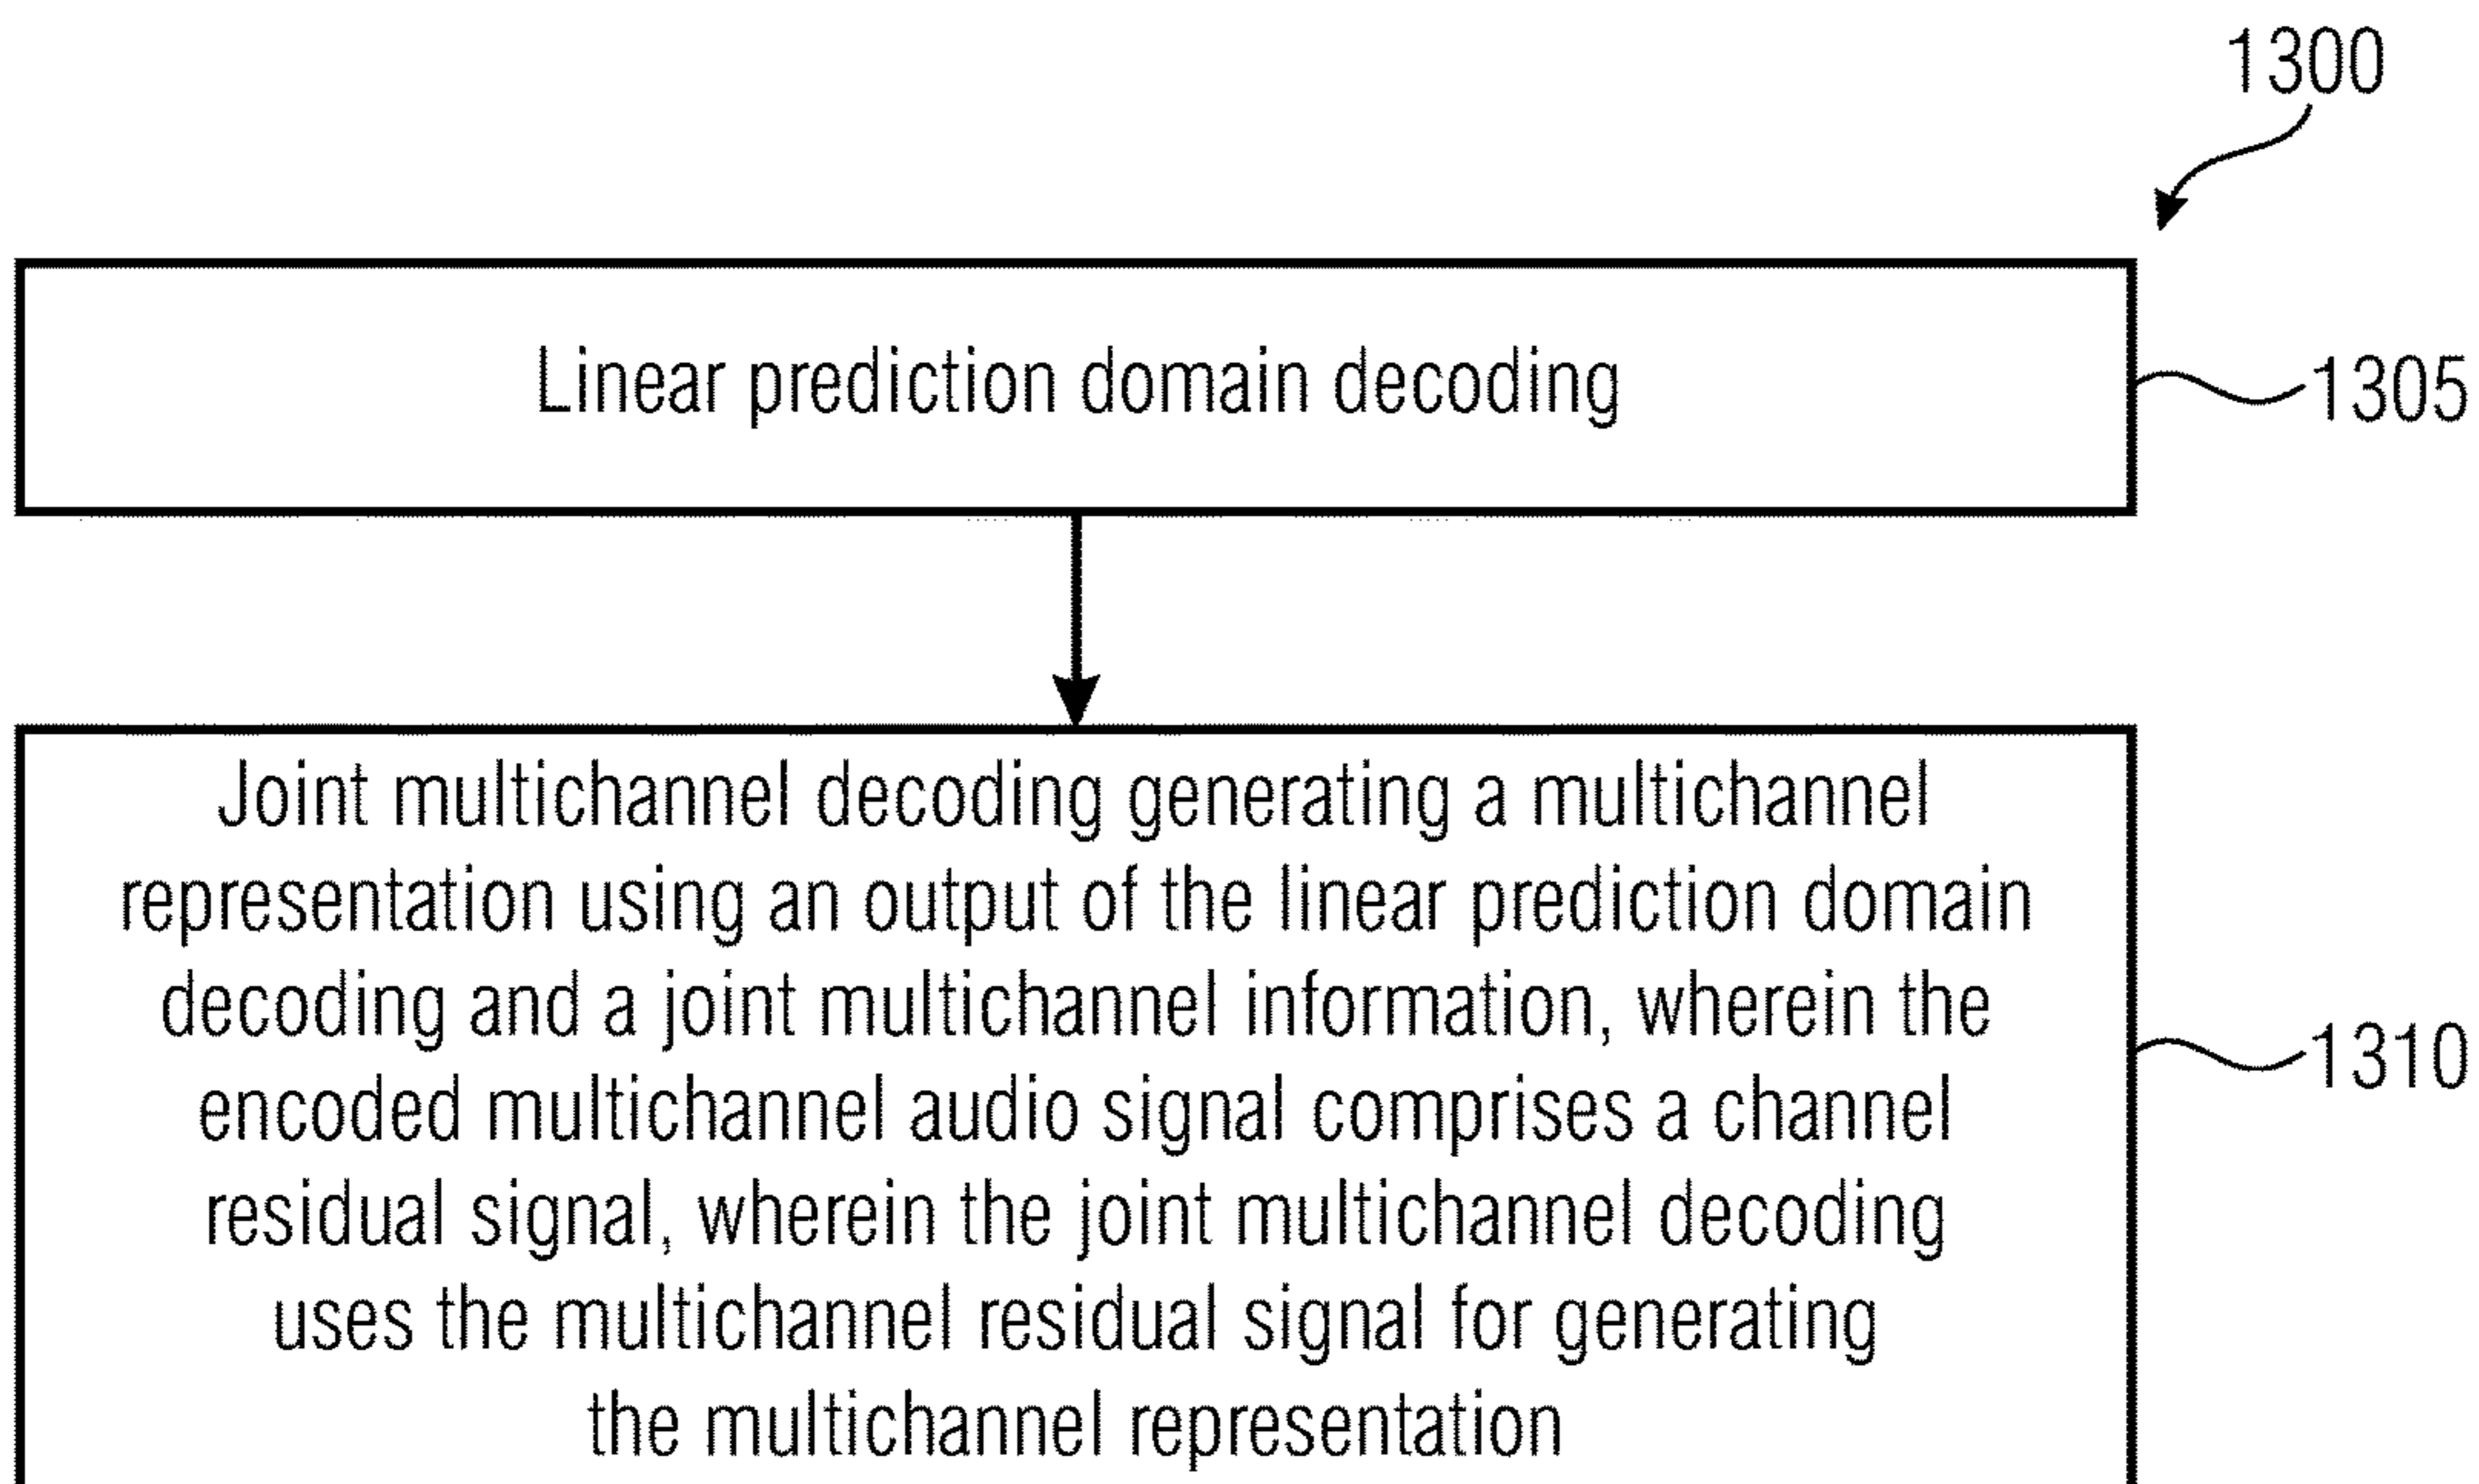 1300
Linear prediction domain decoding
1305
Joint multichannel decoding generating a multichannel
representation using an output of the linear prediction domain
decoding and a joint multichannel information, wherein the
encoded multichannel audio signal comprises a channel
residual signal, wherein the joint multichannel decoding
uses the multichannel residual signal for generating
the multichannel representation
1310